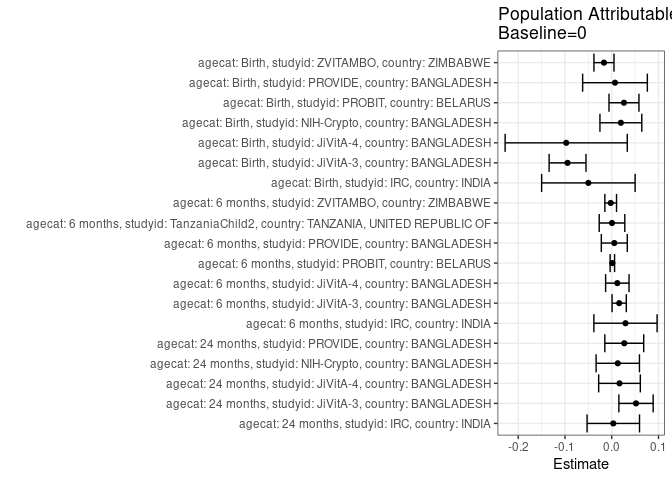 Population Attributable
Baseline=0
agecat: Birth, studyid: ZVITAMBO, country: ZIMBABWE
agecat: Birth, studyid: PROVIDE, country: BANGLADESH
agecat: Birth, studyid: PROBIT, country: BELARUS
agecat: Birth, studyid: NIH-Crypto, country: BANGLADESH
agecat: Birth, studyid: JiVitA-4, country: BANGLADESH
agecat: Birth, studyid: JiVitA-3, country: BANGLADESH
agecat: Birth, studyid: IRC, country: INDIA
agecat: 6 months, studyid: ZVITAMBO, country: ZIMBABWE
agecat: 6 months, studyid: TanzaniaChild2, country: TANZANIA, UNITED REPUBLIC OF
agecat: 6 months, studyid: PROVIDE, country: BANGLADESH
agecat: 6 months, studyid: PROBIT, country: BELARUS
agecat: 6 months, studyid: JiVitA-4, country: BANGLADESH
agecat: 6 months, studyid: JiVitA-3, country: BANGLADESH
agecat: 6 months, studyid: IRC, country: INDIA
agecat: 24 months, studyid: PROVIDE, country: BANGLADESH
agecat: 24 months, studyid: NIH-Crypto, country: BANGLADESH
agecat: 24 months, studyid: JiVitA-4, country: BANGLADESH
agecat: 24 months, studyid: JiVitA-3, country: BANGLADESH
agecat: 24 months, studyid: IRC, country: INDIA
-0.2 -0.1 0.0 0.1
Estimate